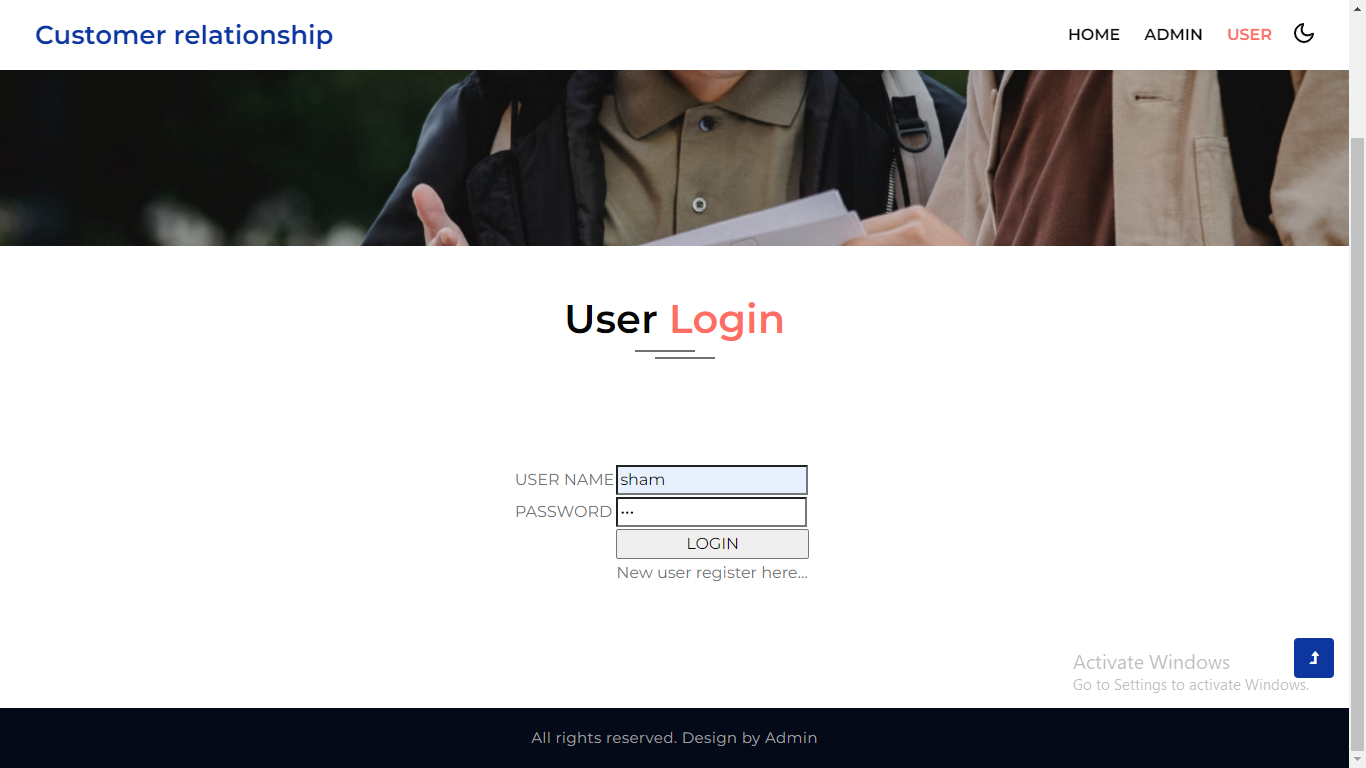 Customer relationship
HOME ADMIN USER
User Login
USER NAME sham
PASSWORD •••
LOGIN
New user register here...
Activate Windows
Go to Settings to activate Windows.
All rights reserved. Design by Admin